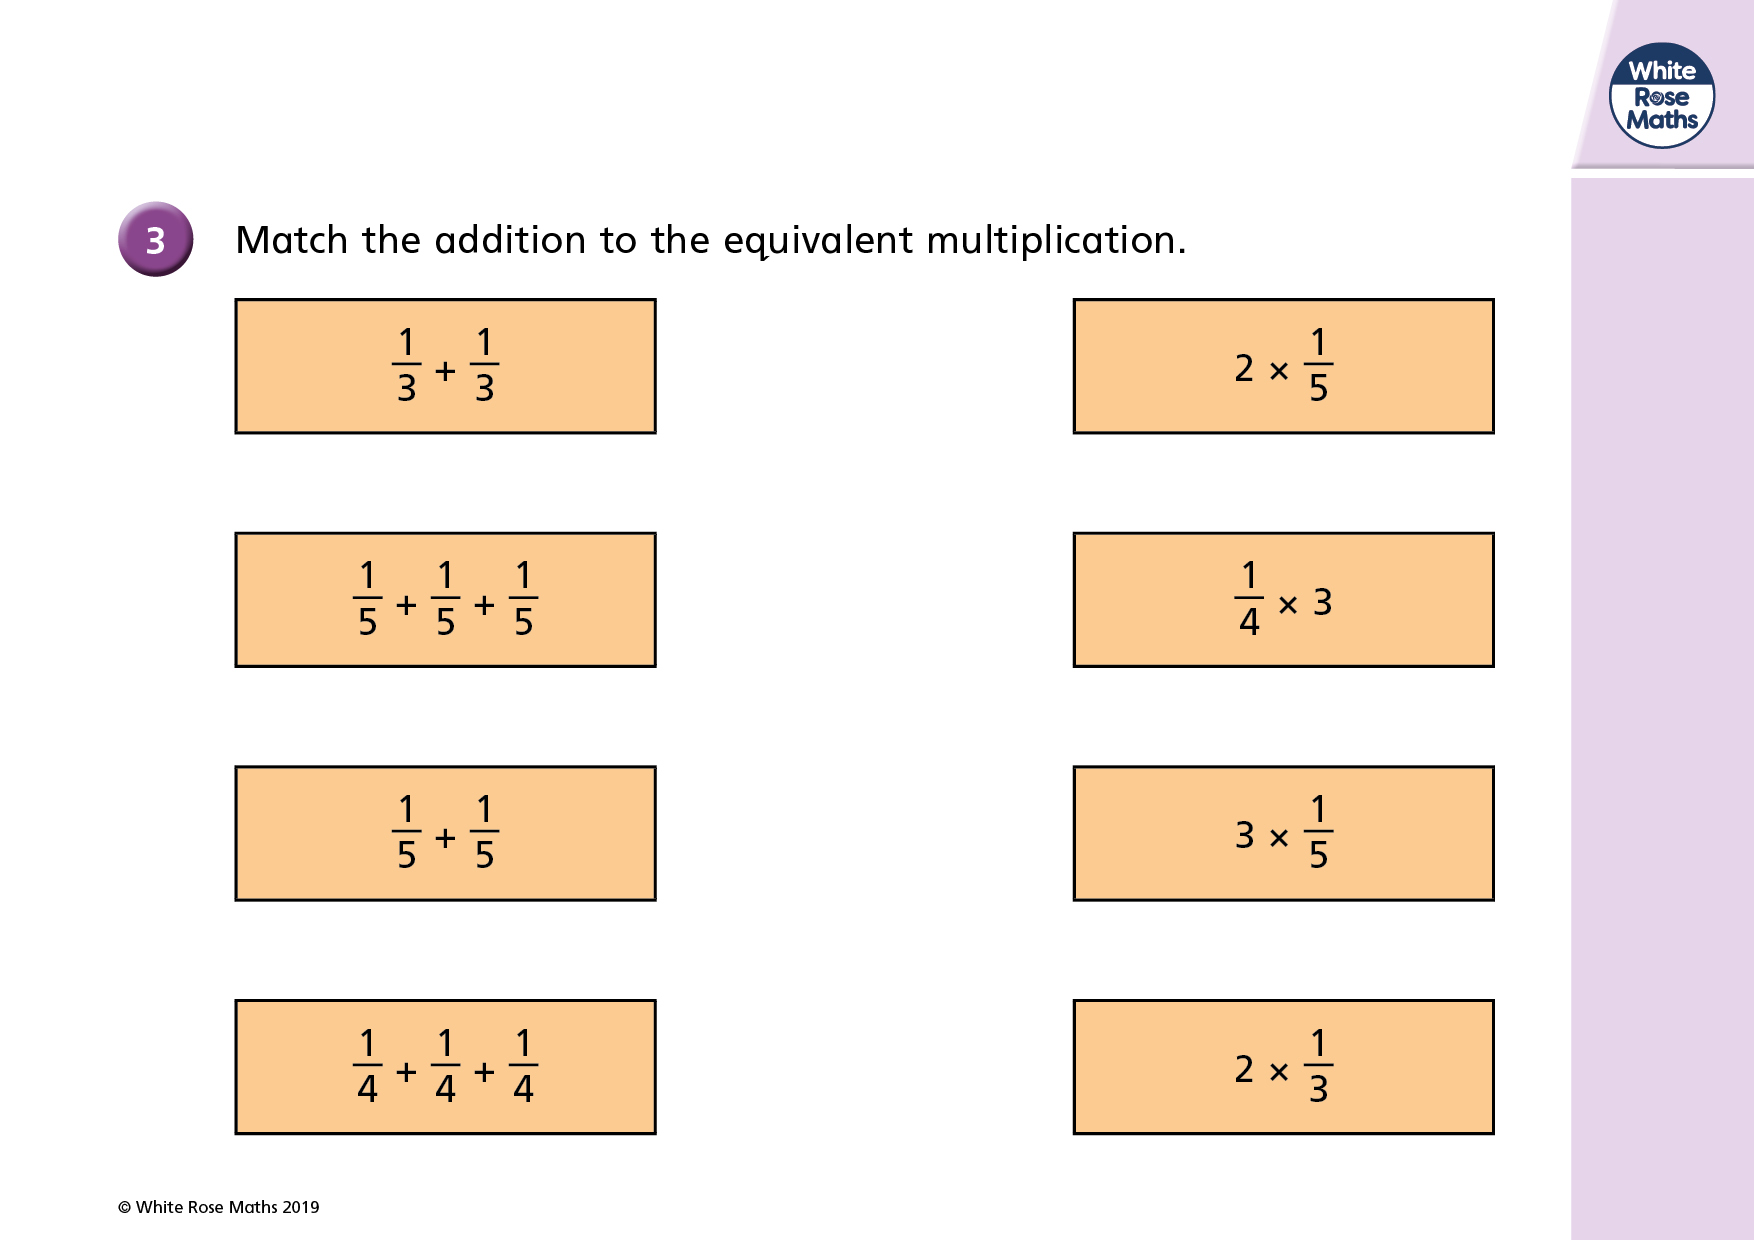 White
Rose
Maths
3 Match the addition to the equivalent multiplication.
1/3 + 1/3
2 × 1/5
1/5 + 1/5 + 1/5
1/4 × 3
1/5 + 1/5
3 × 1/5
1/4 + 1/4 + 1/4
2 × 1/3
© White Rose Maths 2019